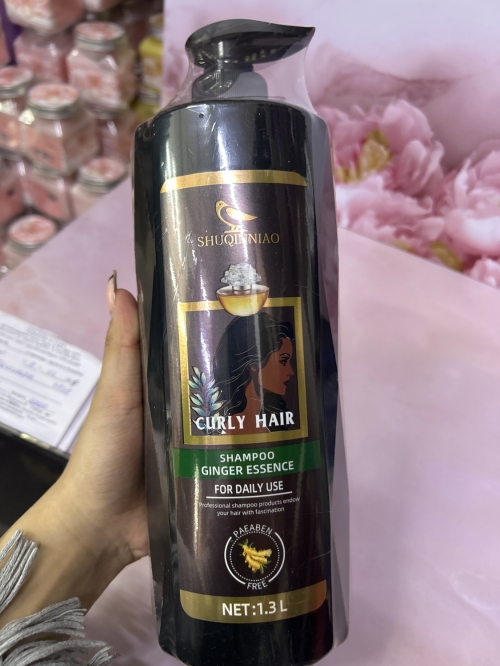 SHUQINNIAO
CURLY HAIR
SHAMPOO
GINGER ESSENCE
FOR DAILY USE
Professional shampoo products endow
your hair with fascination
PAEABEN
FREE
NET:1.3 L